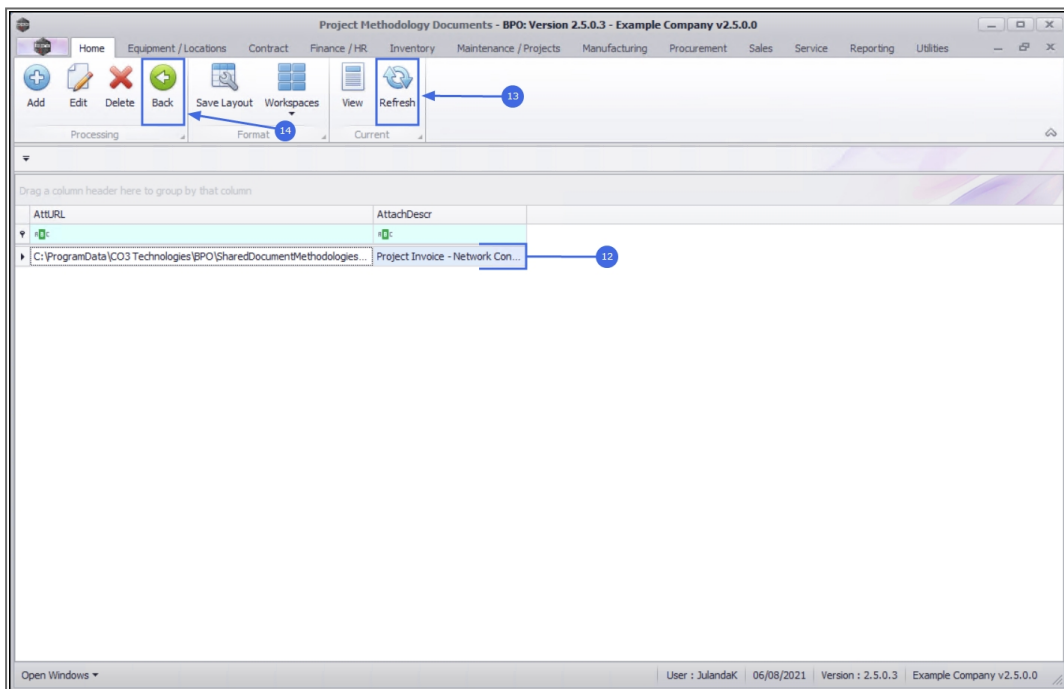 Project Methodology Documents - BPO: Version 2.5.0.3 - Example Company v2.5.0.0
Home Equipment / Locations Contract Finance / HR Inventory Maintenance / Projects Manufacturing Procurement Sales Service Reporting Utilities
Add Edit Delete Back Save Layout Workspaces View Refresh
13
14
Processing Format Current
Drag a column header here to group by that column
AttURL AttachDescr
C:\ProgramData\CO3 Technologies\BPO\SharedDocumentMethodologies... Project Invoice - Network Con...
12
Open Windows User : JulandaK 06/08/2021 Version : 2.5.0.3 Example Company v2.5.0.0